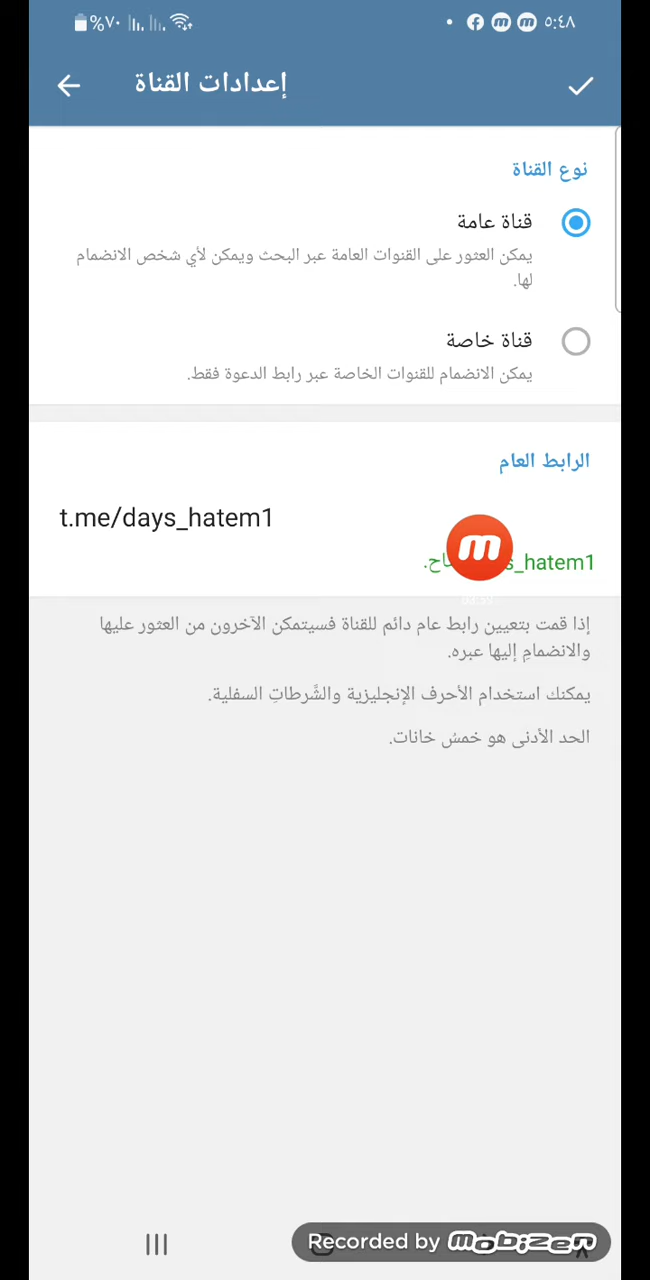 %٧٠ ٥:٤٨
إعدادات القناة
نوع القناة
قناة عامة
يمكن العثور على القنوات العامة عبر البحث ويمكن لأي شخص الانضمام
لها.
قناة خاصة
يمكن الانضمام للقنوات الخاصة عبر رابط الدعوة فقط.
الرابط العام
t.me/days_hatem1
s_hatem1
إذا قمت بتعيين رابط عام دائم للقناة فسيتمكن الآخرون من العثور عليها
والانضمامِ إليها عبره.
يمكنك استخدام الأحرف الإنجليزية والشَّرطاتِ السفلية.
الحد الأدنى هو خمسُ خانات.
Recorded by mobizen